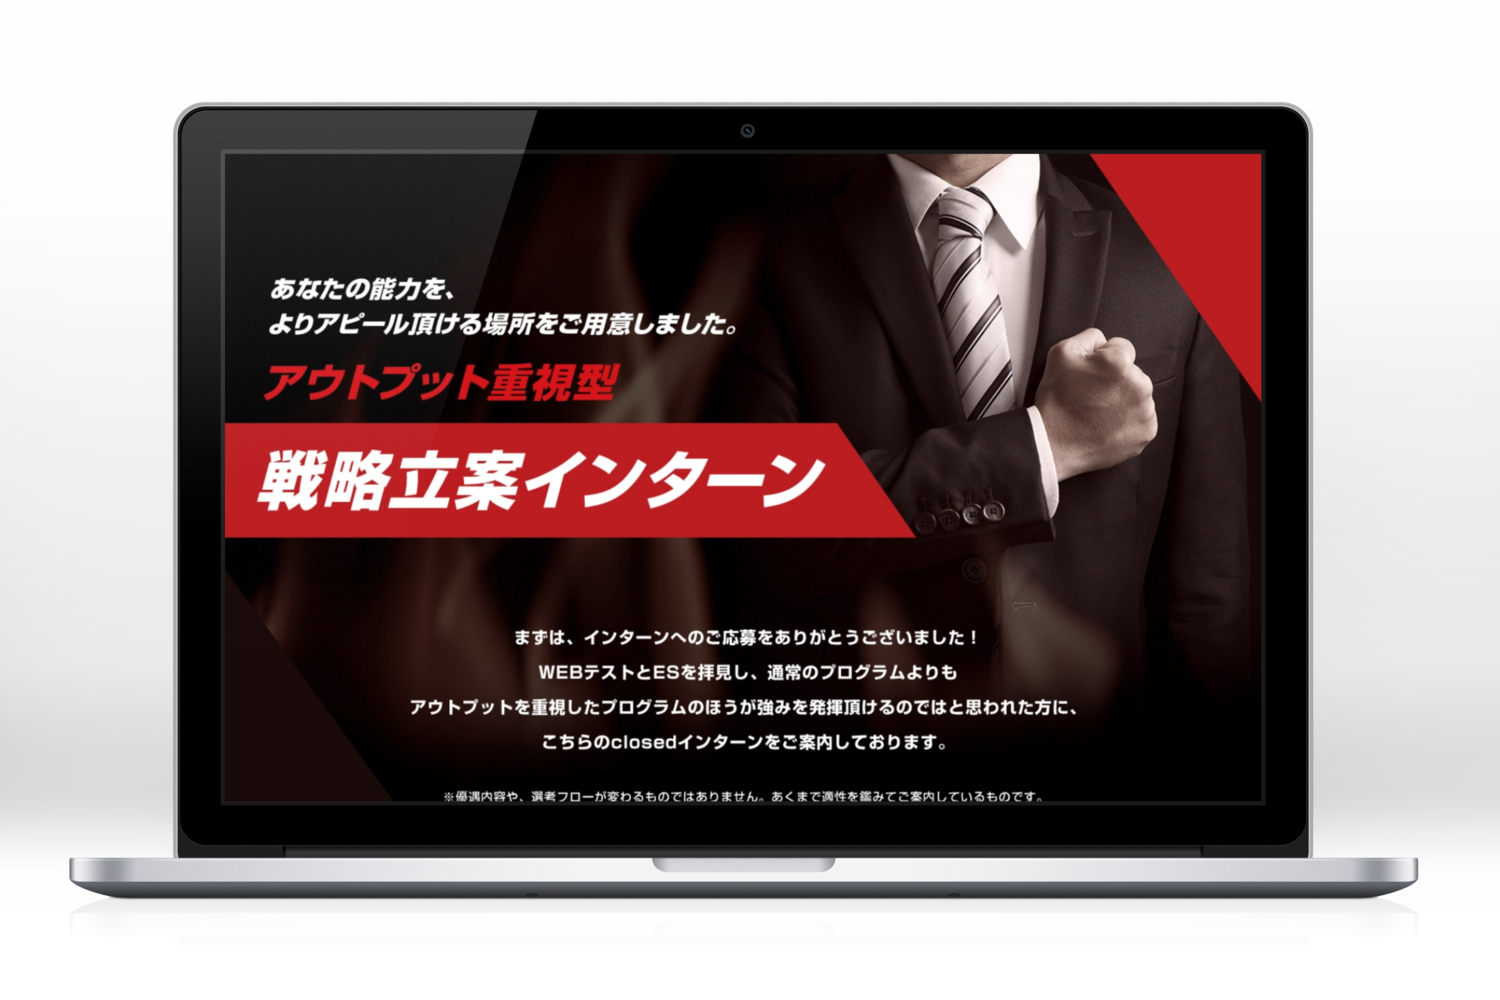 あなたの能力を、
よりアピール頂ける場所をご用意しました。
アウトプット重視型
戦略立案インターン
まずは、インターンへのご応募をありがとうございました！
WEBテストとESを拝見し、通常のプログラムよりも
アウトプットを重視したプログラムのほうが強みを発揮頂けるのではと思われた方に、
こちらのclosedインターンをご案内しております。
※優遇内容や、選考フローが変わるものではありません。あくまで適性を鑑みてご案内しているものです。